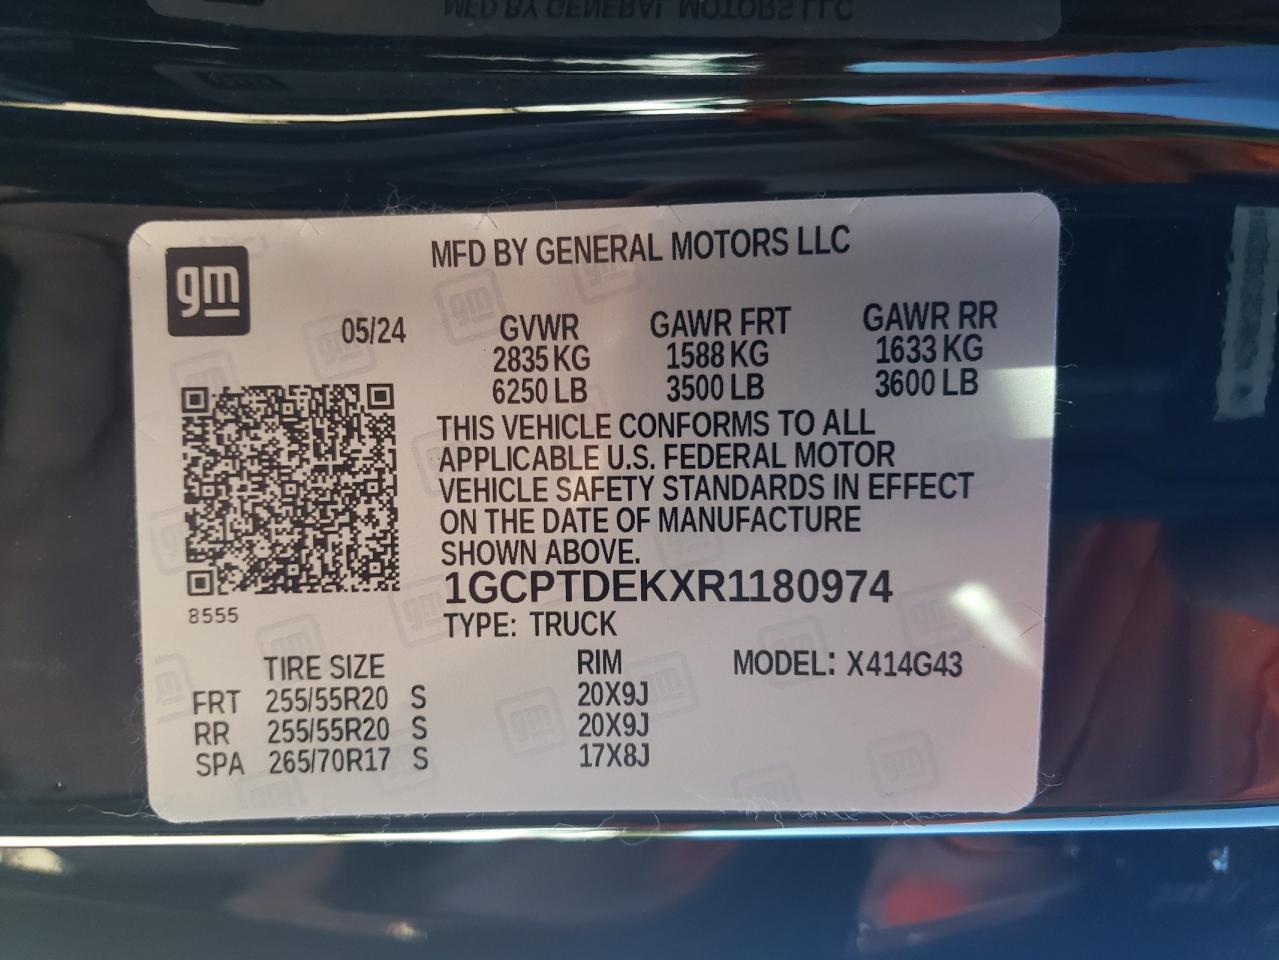 gm
MFD BY GENERAL MOTORS LLC
05/24 GVWR GAWR FRT GAWR RR
2835 KG 1588 KG 1633 KG
6250 LB 3500 LB 3600 LB
THIS VEHICLE CONFORMS TO ALL
APPLICABLE U.S. FEDERAL MOTOR
VEHICLE SAFETY STANDARDS IN EFFECT
ON THE DATE OF MANUFACTURE
SHOWN ABOVE.
1GCPTDEKXR1180974
8555
TYPE: TRUCK
TIRE SIZE RIM MODEL: X414G43
FRT 255/55R20 S 20X9J
RR 255/55R20 S 20X9J
SPA 265/70R17 S 17X8J